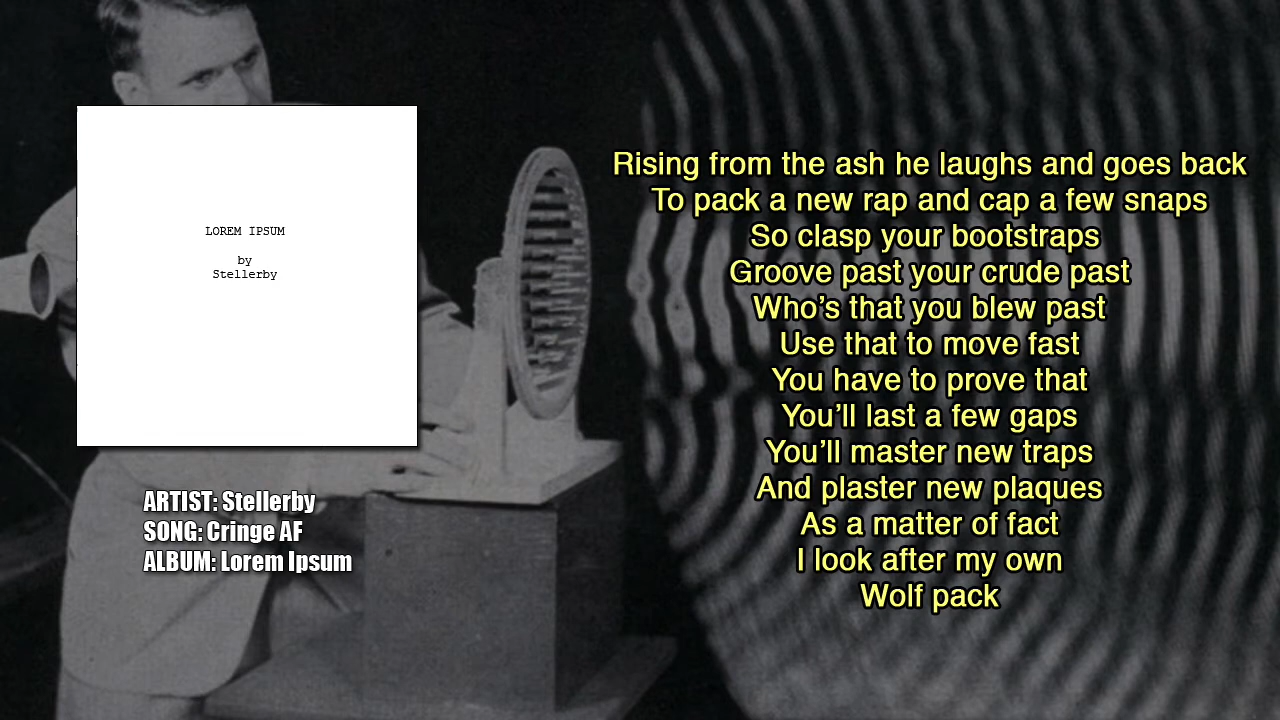 LOREM IPSUM
by
Stellerby
ARTIST: Stellerby
SONG: Cringe AF
ALBUM: Lorem Ipsum
Rising from the ash he laughs and goes back
To pack a new rap and cap a few snaps
So clasp your bootstraps
Groove past your crude past
Who’s that you blew past
Use that to move fast
You have to prove that
You’ll last a few gaps
You’ll master new traps
And plaster new plaques
As a matter of fact
I look after my own
Wolf pack